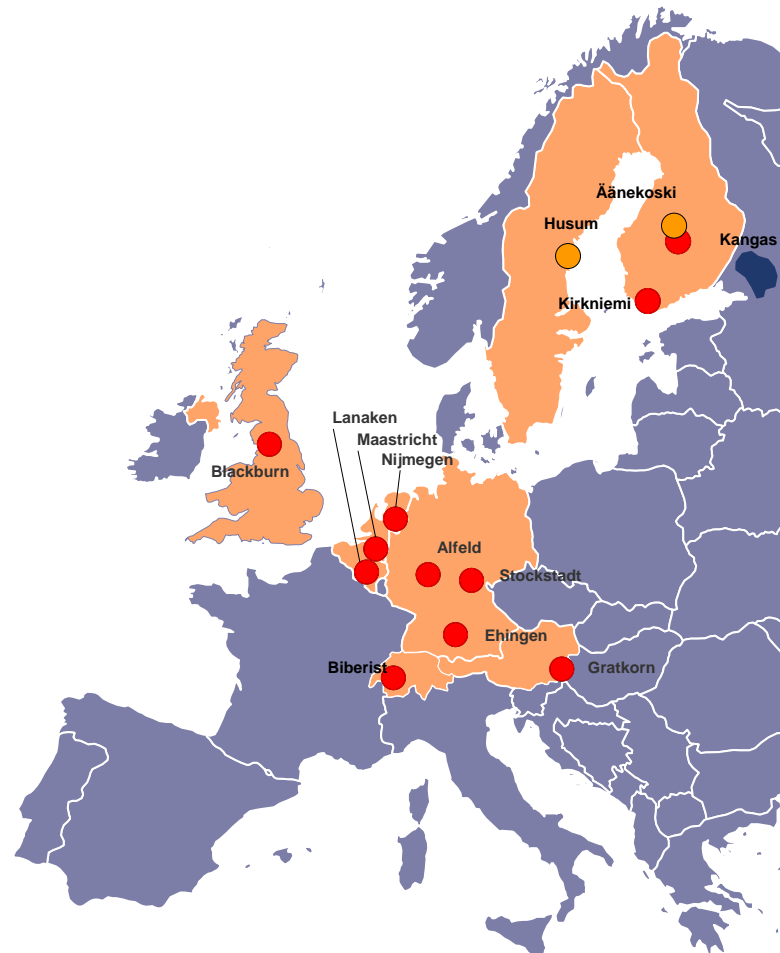 Äänekoski
Husum
Kangas
Kirkniemi
Lanaken
Maastricht
Nijmegen
Blackburn
Alfeld
Stockstadt
Ehingen
Biberist
Gratkorn